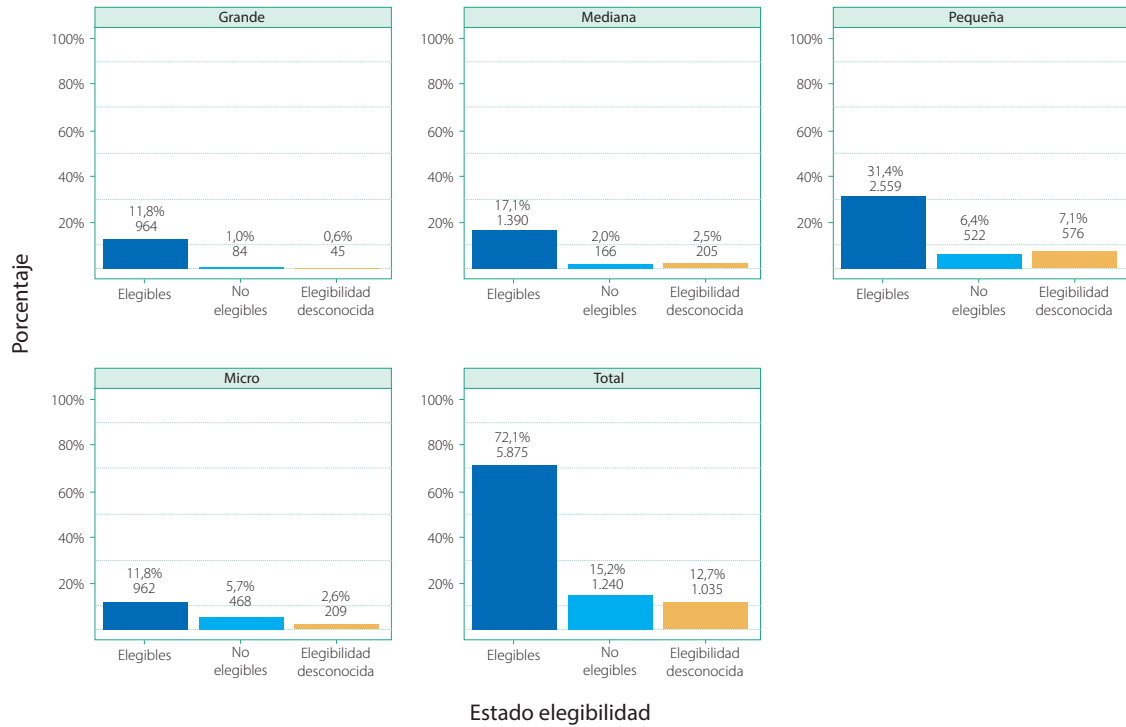 Grande
100%
80%
60%
40%
20%
11,8%
964
1,0%
84
0,6%
45
Elegibles
No
elegibles
Elegibilidad
desconocida
Mediana
100%
80%
60%
40%
20%
17,1%
1.390
2,0%
166
2,5%
205
Elegibles
No
elegibles
Elegibilidad
desconocida
Pequeña
100%
80%
60%
40%
20%
31,4%
2.559
6,4%
522
7,1%
576
Elegibles
No
elegibles
Elegibilidad
desconocida
Porcentaje
Micro
100%
80%
60%
40%
20%
11,8%
962
5,7%
468
2,6%
209
Elegibles
No
elegibles
Elegibilidad
desconocida
Total
100%
80%
60%
40%
20%
72,1%
5.875
15,2%
1.240
12,7%
1.035
Elegibles
No
elegibles
Elegibilidad
desconocida
Estado elegibilidad